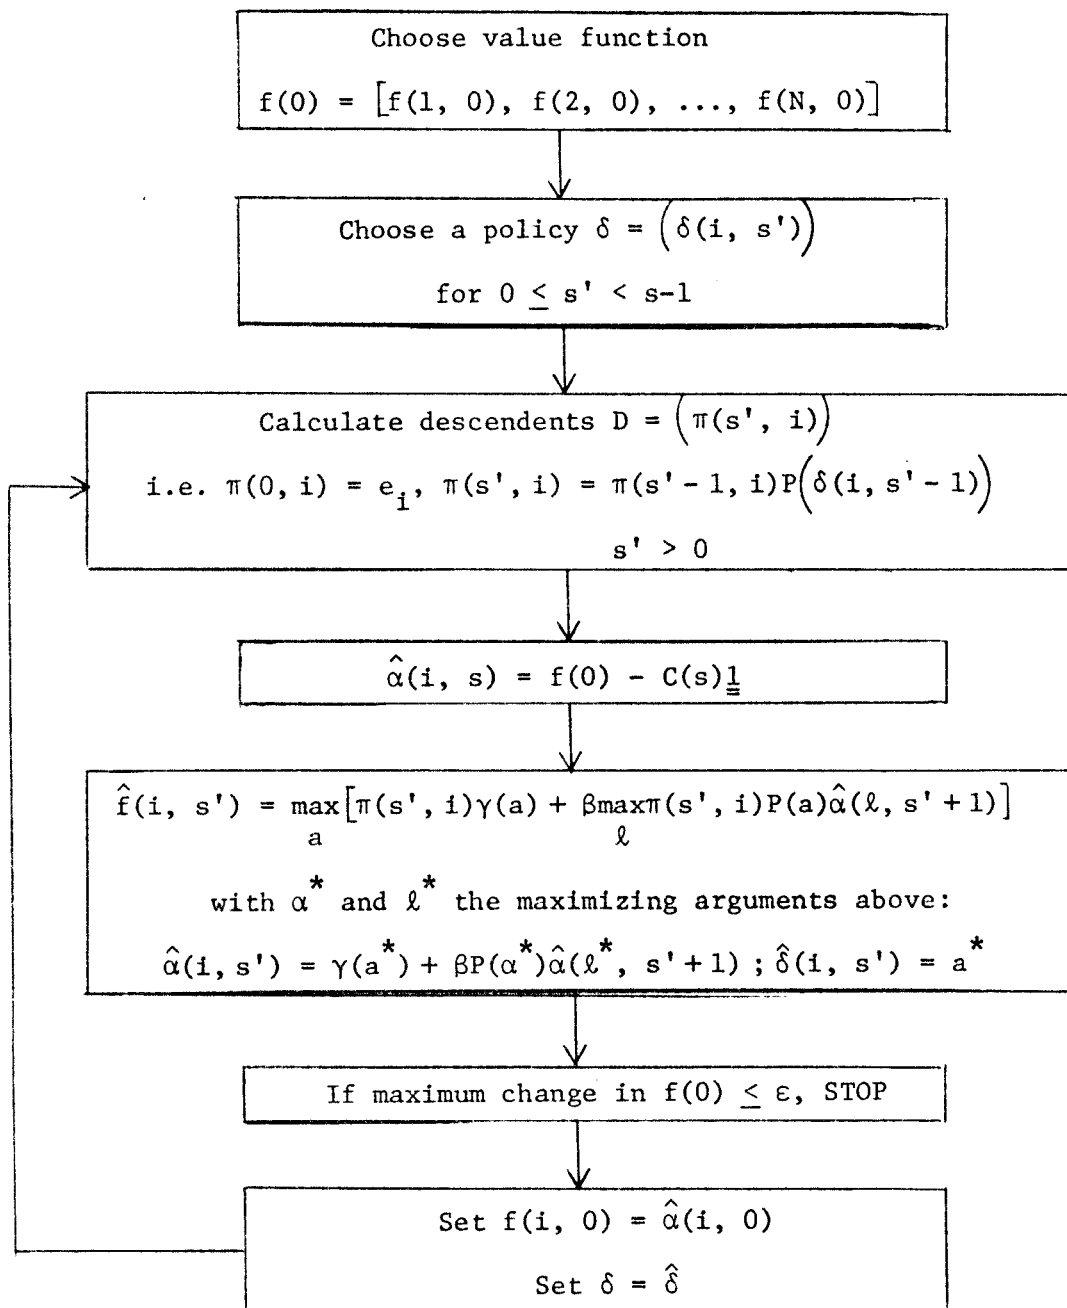 Choose value function
f(0) = [f(1, 0), f(2, 0), ..., f(N, 0)]
Choose a policy δ = (δ(i, s'))
for 0 ≤ s' < s-1
Calculate descendents D = (π(s', i))
i.e. π(0, i) = e_i, π(s', i) = π(s' - 1, i)P(δ(i, s' - 1))
s' > 0
α̂(i, s) = f(0) - C(s)1
f̂(i, s') = max[π(s', i)γ(a) + βmaxπ(s', i)P(a)α̂(ℓ, s' + 1)]
a ℓ
with α* and ℓ* the maximizing arguments above:
α̂(i, s') = γ(a*) + βP(α*)α̂(ℓ*, s' + 1) ; δ̂(i, s') = a*
If maximum change in f(0) ≤ ε, STOP
Set f(i, 0) = α̂(i, 0)
Set δ = δ̂